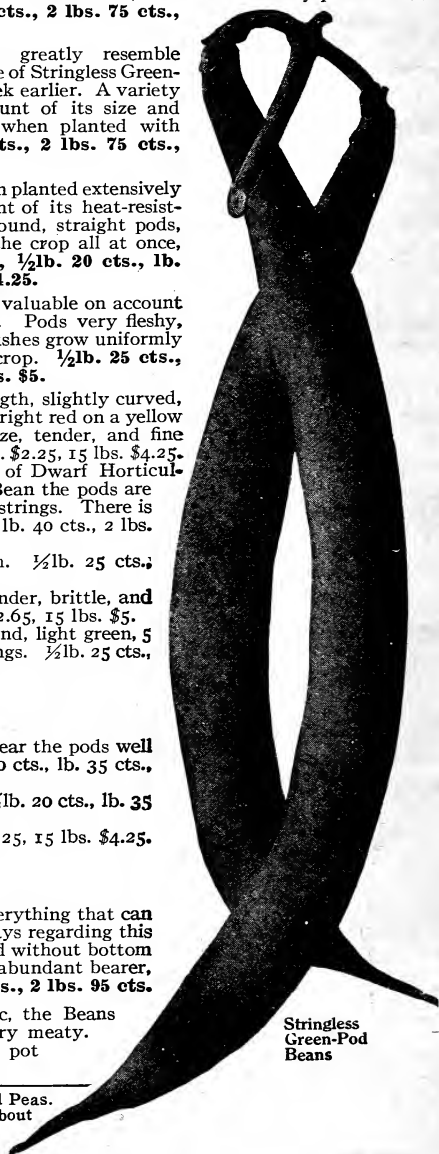 cts., 2 lbs. 75 cts.,
greatly resemble
e of Stringless Green-
ek earlier. A variety
unt of its size and
when planted with
ts., 2 lbs. 75 cts.,
n planted extensively
nt of its heat-resist-
ound, straight pods,
he crop all at once,
, ½lb. 20 cts., lb.
1.25.
valuable on account
. Pods very fleshy,
ashes grow uniformly
crop. ½lb. 25 cts.,
s. $5.
gth, slightly curved,
right red on a yellow
ze, tender, and fine
. $2.25, 15 lbs. $4.25.
of Dwarf Horticul-
Bean the pods are
strings. There is
lb. 40 cts., 2 lbs.
n. ½lb. 25 cts.;
nder, brittle, and
2.65, 15 lbs. $5.
nd, light green, 5
ngs. ½lb. 25 cts.,
ear the pods well
0 cts., lb. 35 cts.,
lb. 20 cts., lb. 35
25, 15 lbs. $4.25.
erything that can
ys regarding this
d without bottom
abundant bearer,
s., 2 lbs. 95 cts.
c, the Beans
ry meaty.
pot
Stringless
Green-Pod
Beans
l Peas.
bout